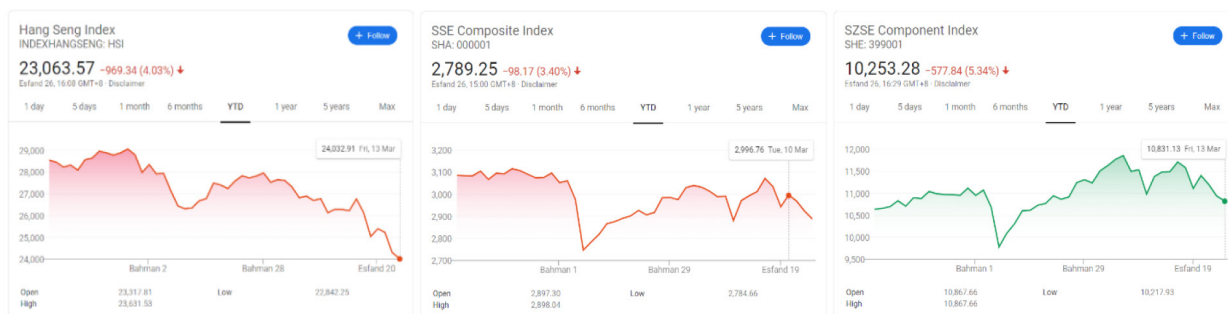 Hang Seng Index
INDEXHANGSENG: HSI
+ Follow
23,063.57 -969.34 (4.03%) ↓
Esfand 26, 16:08 GMT+8 · Disclaimer
1 day 5 days 1 month 6 months YTD 1 year 5 years Max
24,032.91 Fri, 13 Mar
29,000
28,000
27,000
26,000
25,000
24,000
Bahman 2 Bahman 28 Esfand 20
Open 23,317.81 Low 22,842.25
High 23,631.53
SSE Composite Index
SHA: 000001
+ Follow
2,789.25 -98.17 (3.40%) ↓
Esfand 26, 15:00 GMT+8 · Disclaimer
1 day 5 days 1 month 6 months YTD 1 year 5 years Max
2,996.76 Tue, 10 Mar
3,200
3,100
3,000
2,900
2,800
2,700
Bahman 1 Bahman 29 Esfand 19
Open 2,897.30 Low 2,784.66
High 2,898.04
SZSE Component Index
SHE: 399001
+ Follow
10,253.28 -577.84 (5.34%) ↓
Esfand 26, 16:29 GMT+8 · Disclaimer
1 day 5 days 1 month 6 months YTD 1 year 5 years Max
10,831.13 Fri, 13 Mar
12,000
11,500
11,000
10,500
10,000
9,500
Bahman 1 Bahman 29 Esfand 19
Open 10,867.66 Low 10,217.93
High 10,867.66